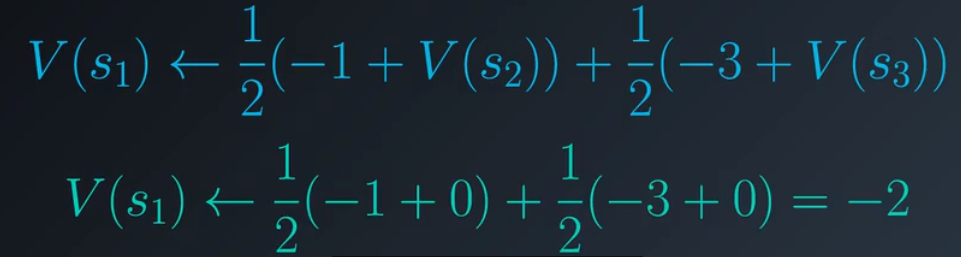 V(s₁) ← 1/2(−1 + V(s₂)) + 1/2(−3 + V(s₃))
V(s₁) ← 1/2(−1 + 0) + 1/2(−3 + 0) = −2